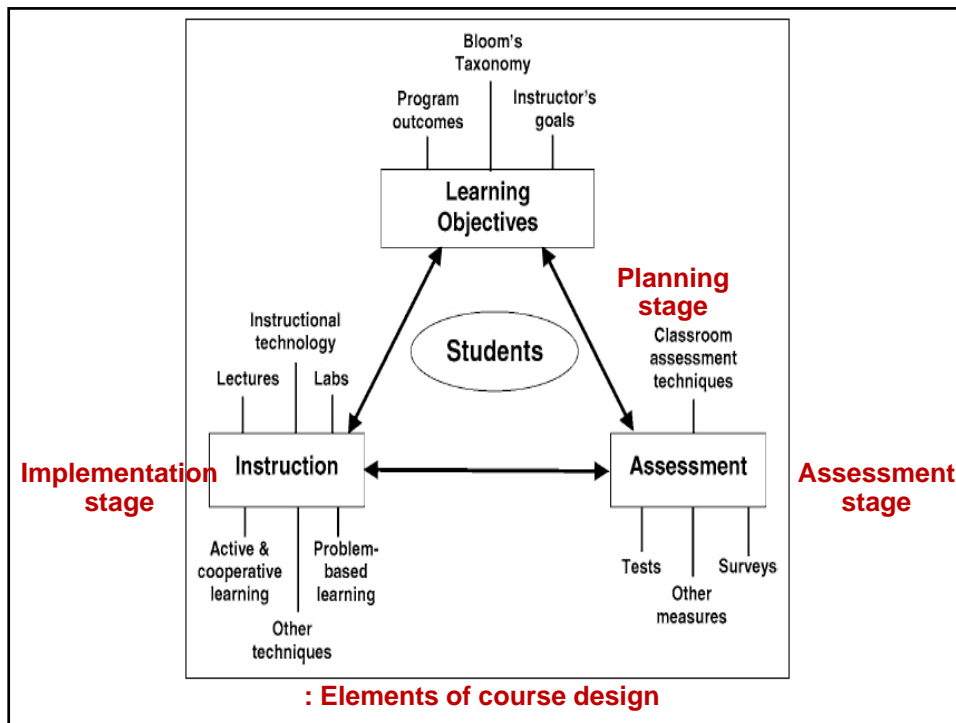 Bloom's
Taxonomy
Program
outcomes
Instructor's
goals
Learning
Objectives
Planning
stage
Instructional
technology
Students
Classroom
assessment
techniques
Lectures
Labs
Implementation
stage
Instruction
Assessment
Assessment
stage
Active &
cooperative
learning
Problem-
based
learning
Other
techniques
Tests
Surveys
Other
measures
: Elements of course design